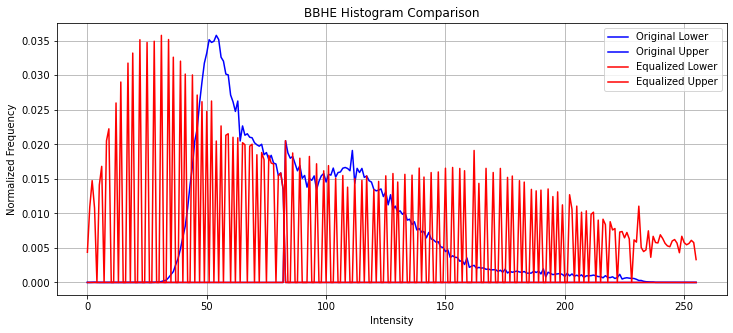 BBHE Histogram Comparison
Original Lower
Original Upper
Equalized Lower
Equalized Upper
Normalized Frequency
0.035
0.030
0.025
0.020
0.015
0.010
0.005
0.000
0 50 100 150 200 250
Intensity